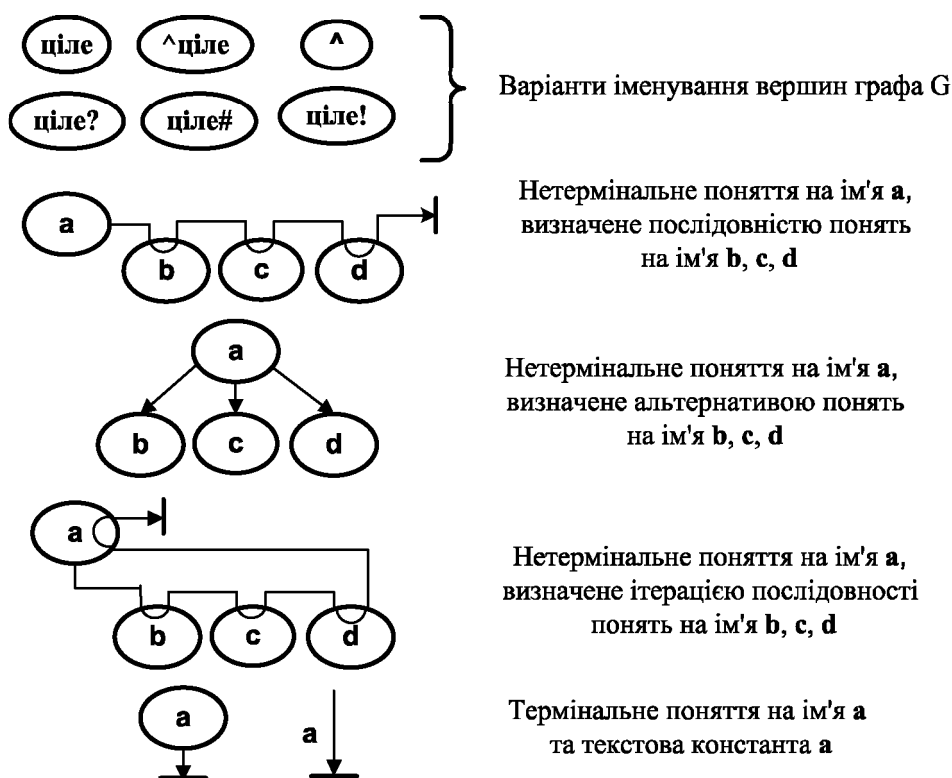 ціле ^ціле ^
ціле? ціле# ціле!
Варіанти іменування вершин графа G
a
b c d
Нетермінальне поняття на ім'я a,
визначене послідовністю понять
на ім'я b, c, d
a
b c d
Нетермінальне поняття на ім'я a,
визначене альтернативою понять
на ім'я b, c, d
a
b c d
Нетермінальне поняття на ім'я a,
визначене ітерацією послідовності
понять на ім'я b, c, d
a
a
Термінальне поняття на ім'я a
та текстова константа a